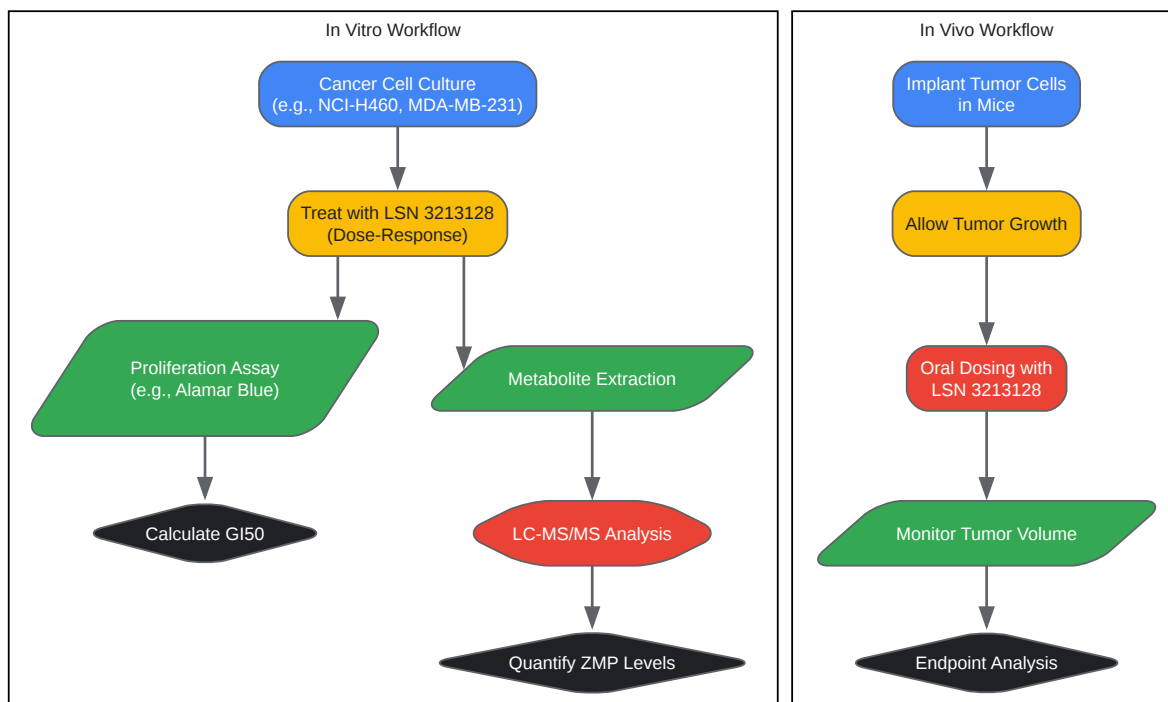 In Vitro Workflow
Cancer Cell Culture
(e.g., NCI-H460, MDA-MB-231)
Treat with LSN 3213128
(Dose-Response)
Proliferation Assay
(e.g., Alamar Blue)
Metabolite Extraction
Calculate GI50
LC-MS/MS Analysis
Quantify ZMP Levels
In Vivo Workflow
Implant Tumor Cells
in Mice
Allow Tumor Growth
Oral Dosing with
LSN 3213128
Monitor Tumor Volume
Endpoint Analysis